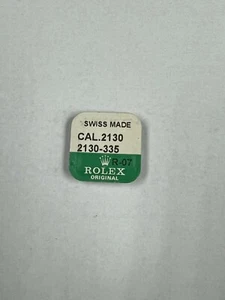 SWISS MADE
CAL.2130
2130-335
R-07
ROLEX
ORIGINAL